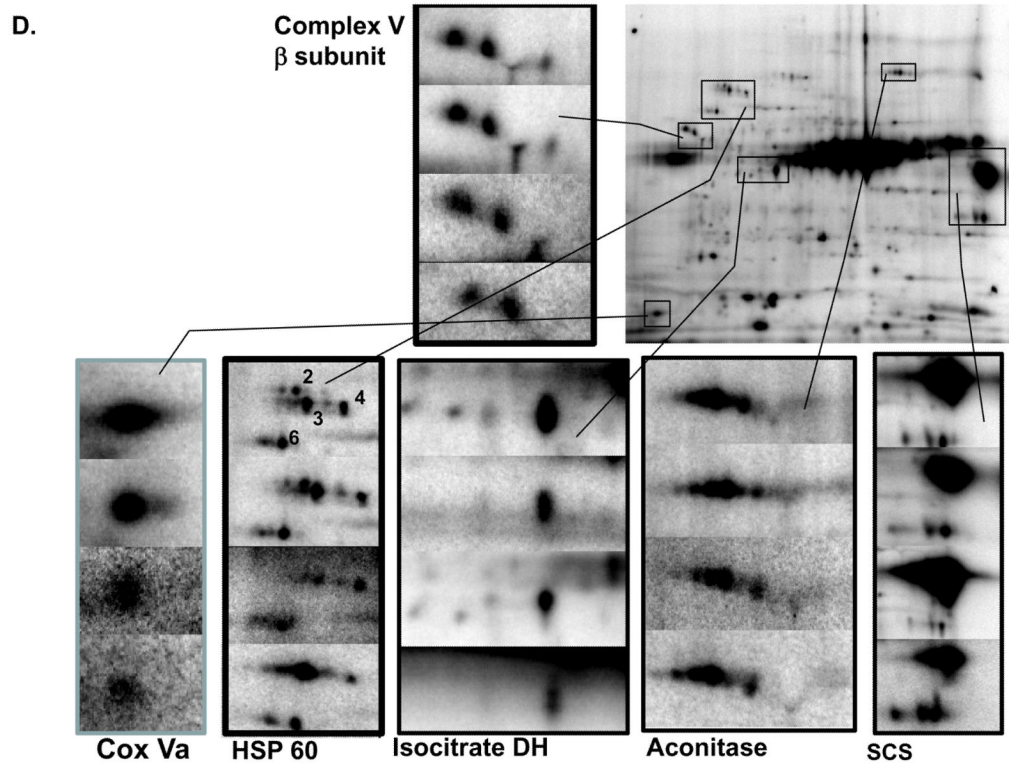 D.
Complex V
β subunit
2
4
3
6
Cox Va
HSP 60
Isocitrate DH
Aconitase
SCS